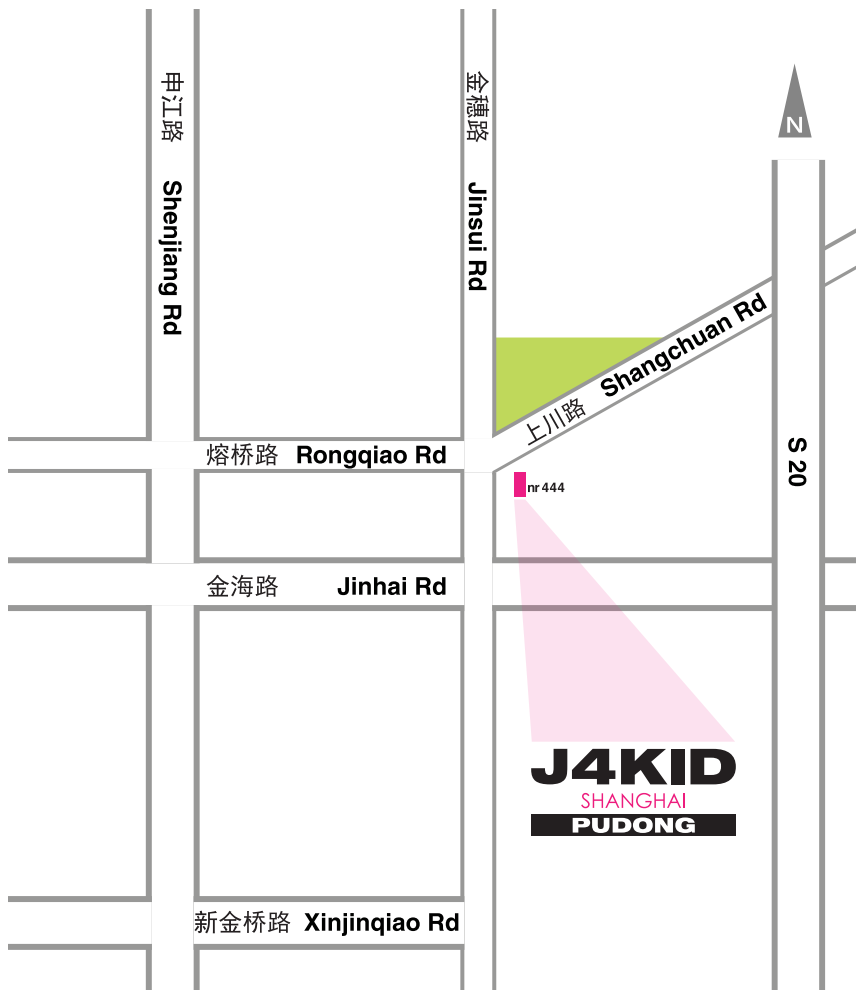 申江路 Shenjiang Rd
金穗路 Jinsui Rd
N
上川路 Shangchuan Rd
熔桥路 Rongqiao Rd
S 20
nr 444
金海路 Jinhai Rd
J4KID
SHANGHAI
PUDONG
新金桥路 Xinjinqiao Rd